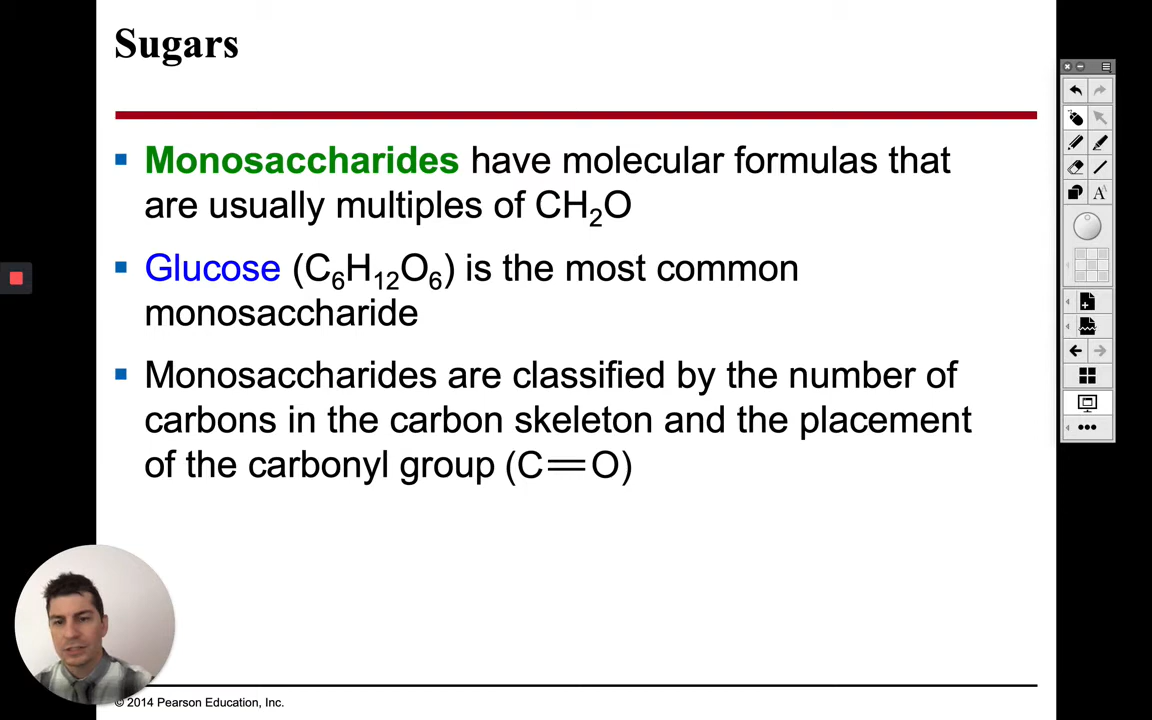 Sugars
Monosaccharides have molecular formulas that
are usually multiples of CH₂O
Glucose (C₆H₁₂O₆) is the most common
monosaccharide
Monosaccharides are classified by the number of
carbons in the carbon skeleton and the placement
of the carbonyl group (C═O)
© 2014 Pearson Education, Inc.